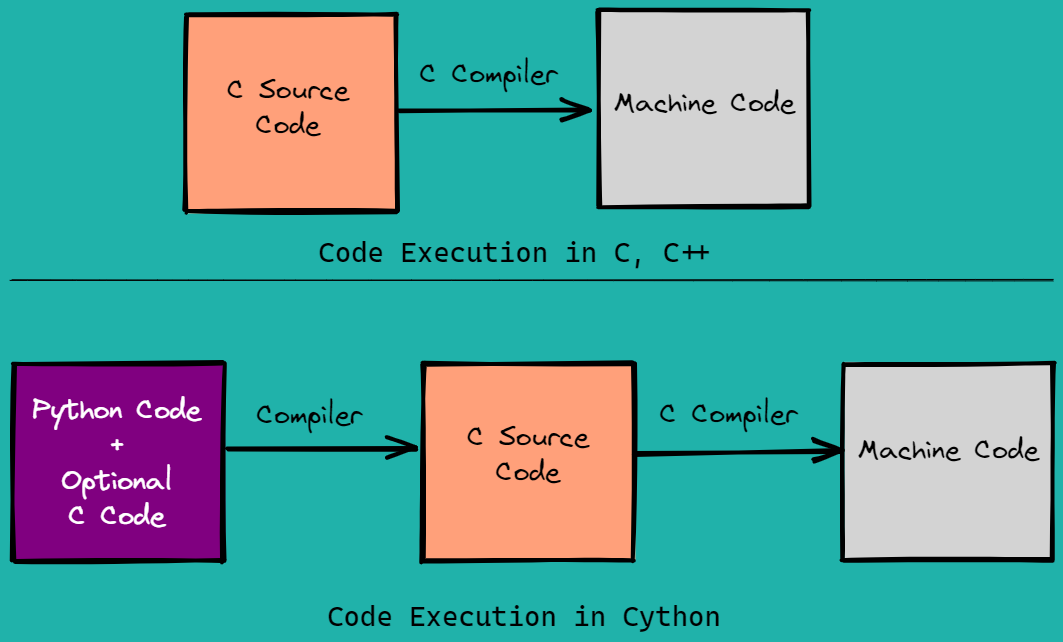 C Source
Code
C Compiler
Machine Code
Code Execution in C, C++
Python Code
+
Optional
C Code
Compiler
C Source
Code
C Compiler
Machine Code
Code Execution in Cython